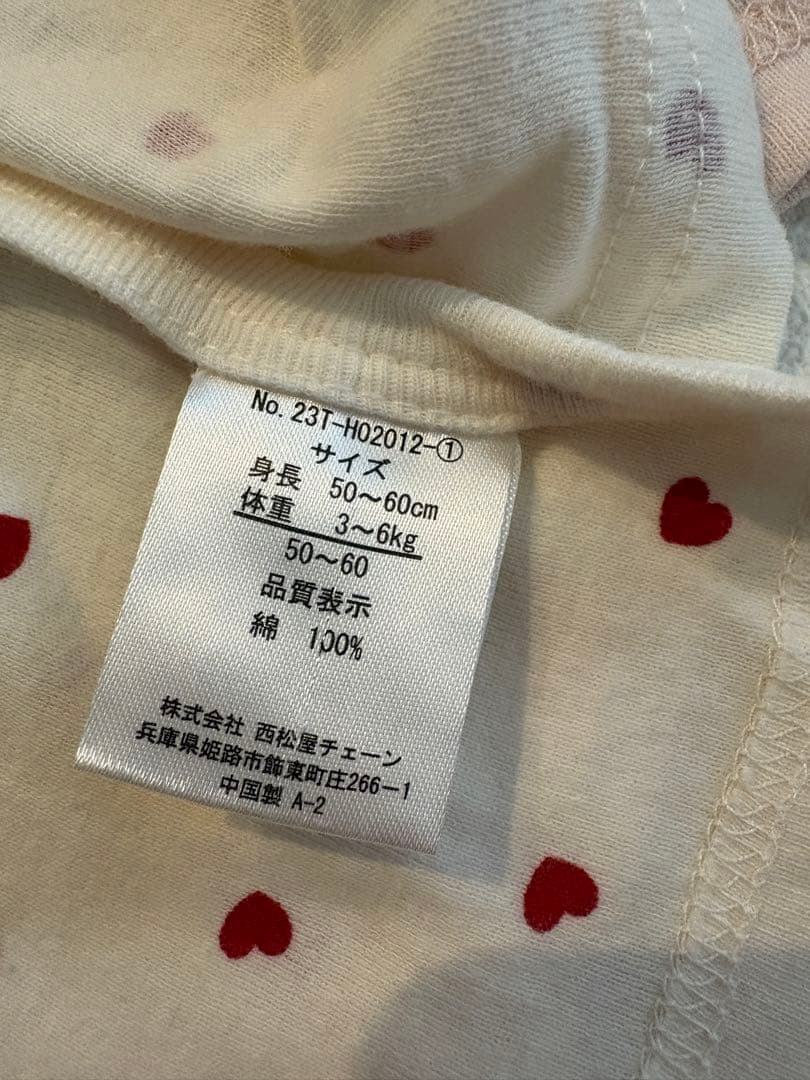 No. 23T-H02012-①
サイズ
身長 50〜60cm
体重 3〜6kg
50〜60
品質表示
綿 100%
株式会社 西松屋チェーン
兵庫県姫路市飾東町庄266-1
中国製 A-2